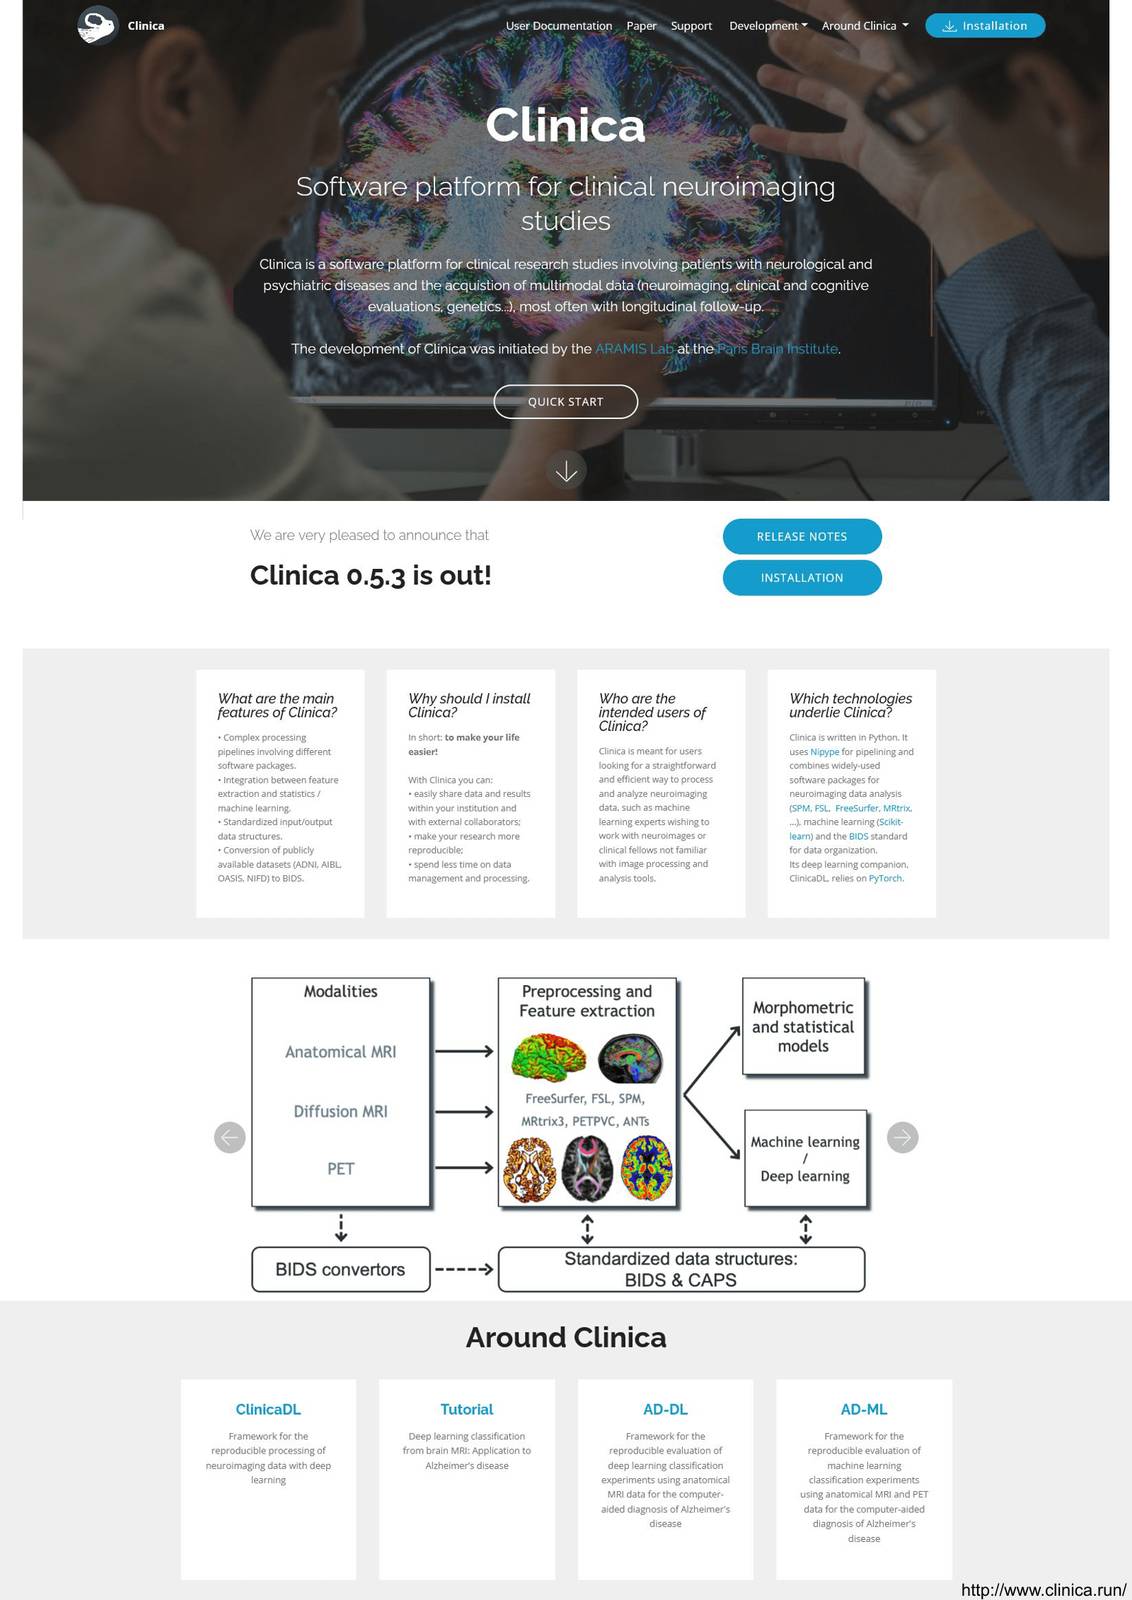 Clinica
User Documentation
Paper
Support
Development
Around Clinica
Installation
Clinica
Software platform for clinical neuroimaging
studies
Clinica is a software platform for clinical research studies involving patients with neurological and
psychiatric diseases and the acquistion of multimodal data (neuroimaging, clinical and cognitive
evaluations, genetics...), most often with longitudinal follow-up.
The development of Clinica was initiated by the ARAMIS Lab at the Paris Brain Institute.
QUICK START
We are very pleased to announce that
Clinica 0.5.3 is out!
RELEASE NOTES
INSTALLATION
What are the main
features of Clinica?
• Complex processing
pipelines involving different
software packages.
• Integration between feature
extraction and statistics /
machine learning.
• Standardized input/output
data structures.
• Conversion of publicly
available datasets (ADNI, AIBL,
OASIS, NIFD) to BIDS.
Why should I install
Clinica?
In short: to make your life
easier!
With Clinica you can:
• easily share data and results
within your institution and
with external collaborators;
• make your research more
reproducible;
• spend less time on data
management and processing.
Who are the
intended users of
Clinica?
Clinica is meant for users
looking for a straightforward
and efficient way to process
and analyze neuroimaging
data, such as machine
learning experts wishing to
work with neuroimages or
clinical fellows not familiar
with image processing and
analysis tools.
Which technologies
underlie Clinica?
Clinica is written in Python. It
uses Nipype for pipelining and
combines widely-used
software packages for
neuroimaging data analysis
(SPM, FSL, FreeSurfer, MRtrix,
...), machine learning (Scikit-
learn) and the BIDS standard
for data organization.
Its deep learning companion,
ClinicaDL, relies on PyTorch.
Modalities
Anatomical MRI
Diffusion MRI
PET
Preprocessing and
Feature extraction
FreeSurfer, FSL, SPM,
MRtrix3, PETPVC, ANTs
Morphometric
and statistical
models
Machine learning
/
Deep learning
BIDS convertors
Standardized data structures:
BIDS & CAPS
Around Clinica
ClinicaDL
Framework for the
reproducible processing of
neuroimaging data with deep
learning
Tutorial
Deep learning classification
from brain MRI: Application to
Alzheimer's disease
AD-DL
Framework for the
reproducible evaluation of
deep learning classification
experiments using anatomical
MRI data for the computer-
aided diagnosis of Alzheimer's
disease
AD-ML
Framework for the
reproducible evaluation of
machine learning
classification experiments
using anatomical MRI and PET
data for the computer-aided
diagnosis of Alzheimer's
disease
http://www.clinica.run/